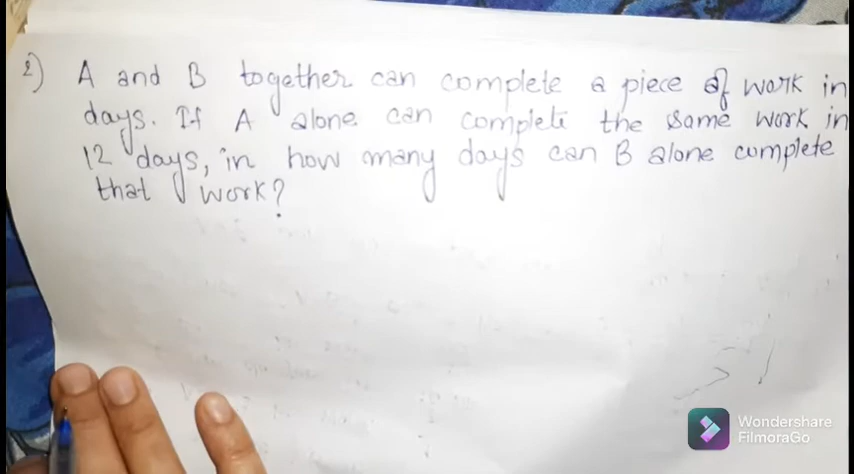 2) A and B together can complete a piece of work in
days. If A alone can complete the same work in
12 days, in how many days can B alone complete
that work?
Wondershare
FilmoraGo